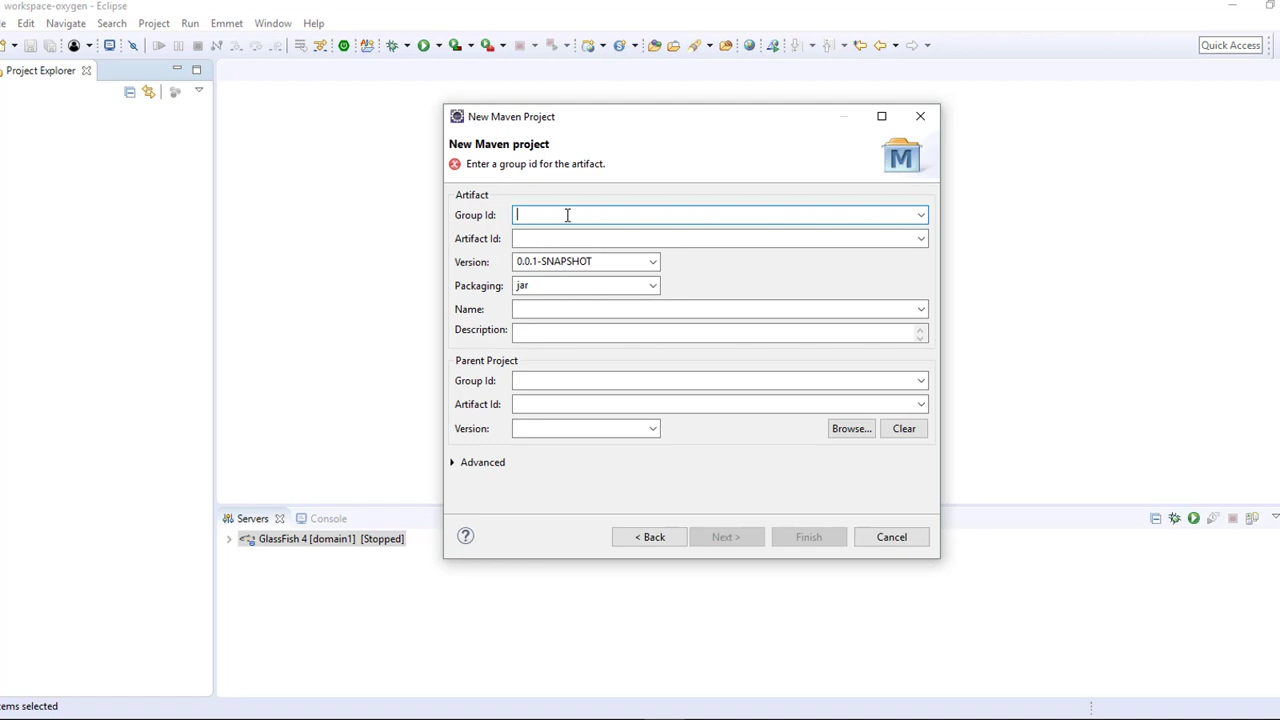 workspace-oxygen - Eclipse
Edit Navigate Search Project Run Emmet Window Help
Quick Access
Project Explorer
New Maven Project
New Maven project
Enter a group id for the artifact.
M
Artifact
Group Id:
Artifact Id:
Version: 0.0.1-SNAPSHOT
Packaging: jar
Name:
Description:
Parent Project
Group Id:
Artifact Id:
Version: Browse... Clear
Advanced
Servers Console
GlassFish 4 [domain1] [Stopped]
< Back Next > Finish Cancel
ems selected